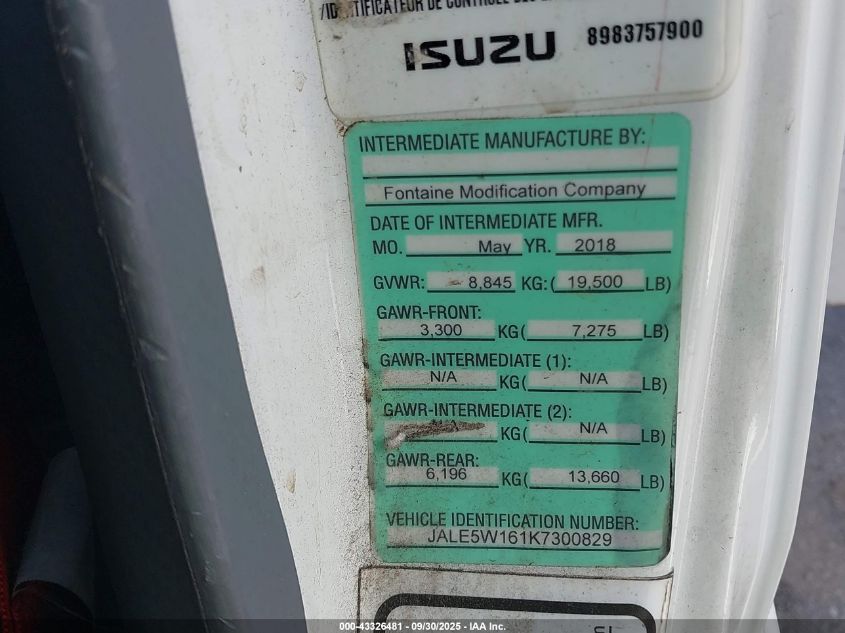 /IDENTIFICATEUR DE CONTRÔLE DES
ISUZU 8983757900
INTERMEDIATE MANUFACTURE BY:
Fontaine Modification Company
DATE OF INTERMEDIATE MFR.
MO. May YR. 2018
GVWR: 8,845 KG: ( 19,500 LB)
GAWR-FRONT:
3,300 KG( 7,275 LB)
GAWR-INTERMEDIATE (1):
N/A KG( N/A LB)
GAWR-INTERMEDIATE (2):
KG( N/A LB)
GAWR-REAR:
6,196 KG( 13,660 LB)
VEHICLE IDENTIFICATION NUMBER:
JALE5W161K7300829
000-43326481 - 09/30/2025 - IAA Inc.